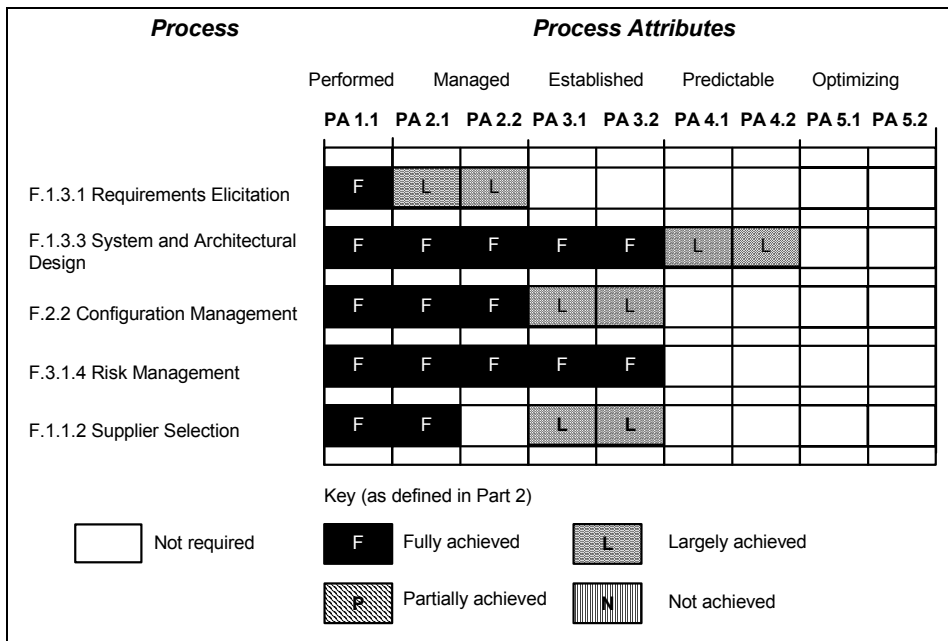 Process Process Attributes
Performed Managed Established Predictable Optimizing
PA 1.1 PA 2.1 PA 2.2 PA 3.1 PA 3.2 PA 4.1 PA 4.2 PA 5.1 PA 5.2
F.1.3.1 Requirements Elicitation F L L
F.1.3.3 System and Architectural
Design F F F F F L L
F.2.2 Configuration Management F F F L L
F.3.1.4 Risk Management F F F F F
F.1.1.2 Supplier Selection F F L L
Key (as defined in Part 2)
Not required F Fully achieved L Largely achieved
P Partially achieved N Not achieved